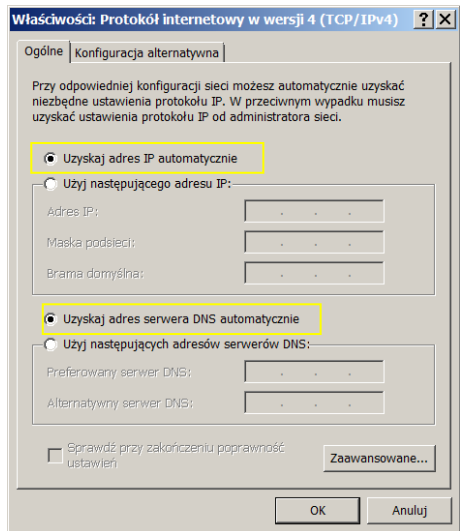 Właściwości: Protokół internetowy w wersji 4 (TCP/IPv4)
Ogólne Konfiguracja alternatywna
Przy odpowiedniej konfiguracji sieci możesz automatycznie uzyskać
niezbędne ustawienia protokołu IP. W przeciwnym wypadku musisz
uzyskać ustawienia protokołu IP od administratora sieci.
Uzyskaj adres IP automatycznie
Użyj następującego adresu IP:
Adres IP:
Maska podsieci:
Brama domyślna:
Uzyskaj adres serwera DNS automatycznie
Użyj następujących adresów serwerów DNS:
Preferowany serwer DNS:
Alternatywny serwer DNS:
Sprawdź przy zakończeniu poprawność
ustawień
Zaawansowane...
OK Anuluj